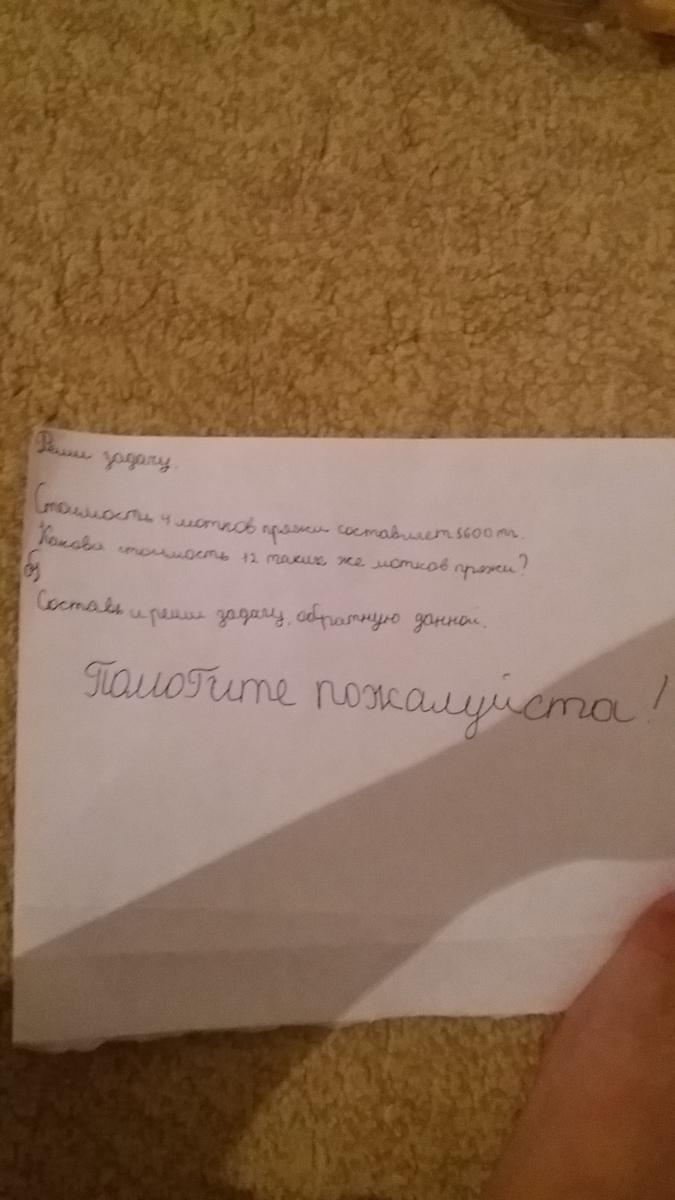 Реши задачу.
Стоимость 4 мотков пряжи составляет 5600 тг.
Какова стоимость 12 таких же мотков пряжи?
б)
Составь и реши задачу, обратную данной.
Помогите пожалуйста!